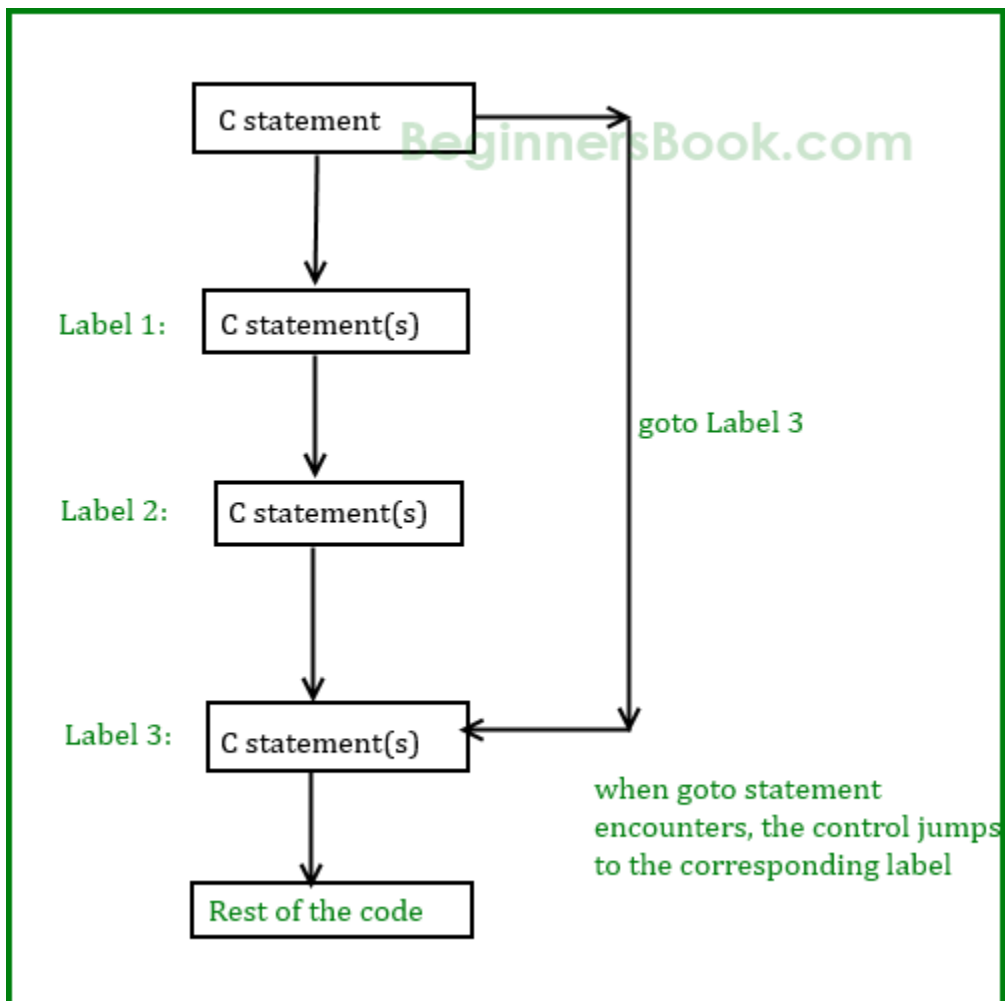 C statement
BeginnersBook.com
Label 1:
C statement(s)
goto Label 3
Label 2:
C statement(s)
Label 3:
C statement(s)
when goto statement
encounters, the control jumps
to the corresponding label
Rest of the code